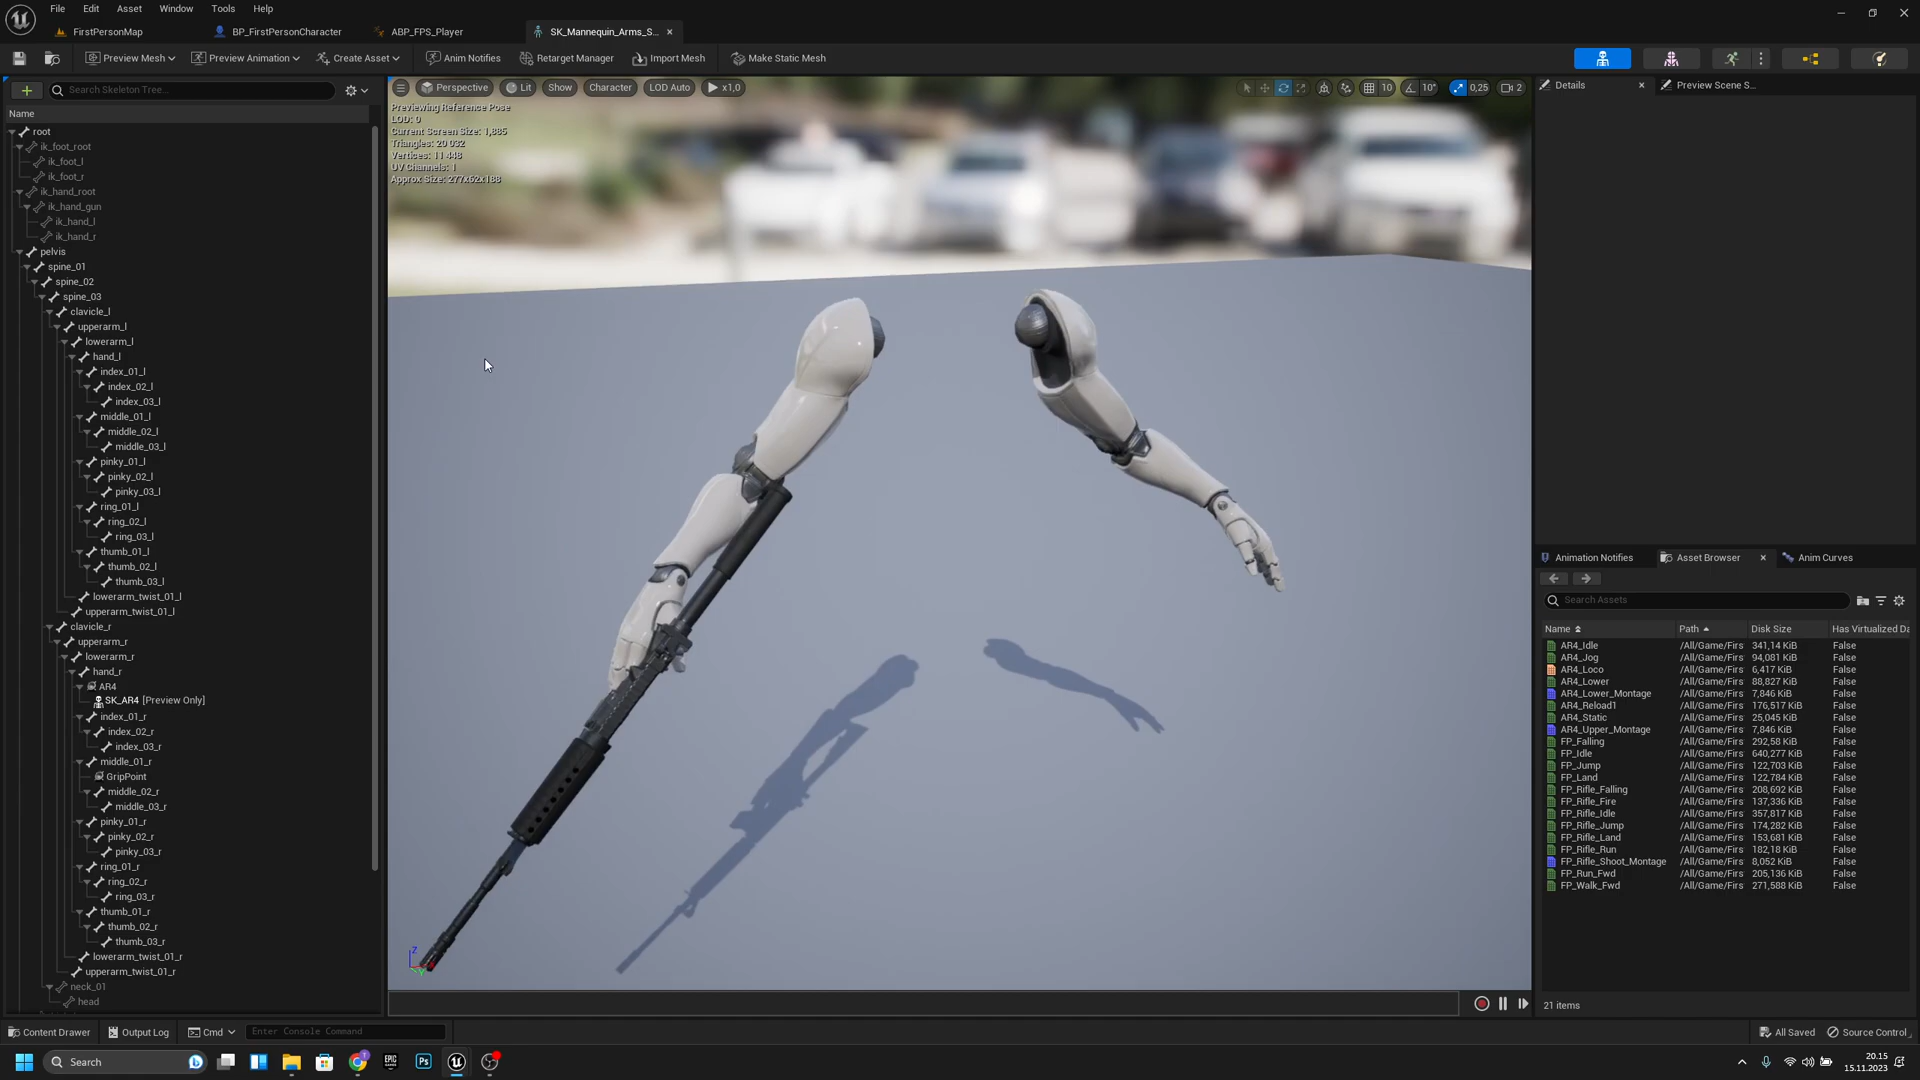 File Edit Asset Window Tools Help
FirstPersonMap BP_FirstPersonCharacter ABP_FPS_Player SK_Mannequin_Arms_S...
Preview Mesh Preview Animation Create Asset Anim Notifies Retarget Manager Import Mesh Make Static Mesh
Search Skeleton Tree...
Name
root
ik_foot_root
ik_foot_l
ik_foot_r
ik_hand_root
ik_hand_gun
ik_hand_l
ik_hand_r
pelvis
spine_01
spine_02
spine_03
clavicle_l
upperarm_l
lowerarm_l
hand_l
index_01_l
index_02_l
index_03_l
middle_01_l
middle_02_l
middle_03_l
pinky_01_l
pinky_02_l
pinky_03_l
ring_01_l
ring_02_l
ring_03_l
thumb_01_l
thumb_02_l
thumb_03_l
lowerarm_twist_01_l
upperarm_twist_01_l
clavicle_r
upperarm_r
lowerarm_r
hand_r
AR4
SK_AR4 [Preview Only]
index_01_r
index_02_r
index_03_r
middle_01_r
GripPoint
middle_02_r
middle_03_r
pinky_01_r
pinky_02_r
pinky_03_r
ring_01_r
ring_02_r
ring_03_r
thumb_01_r
thumb_02_r
thumb_03_r
lowerarm_twist_01_r
upperarm_twist_01_r
neck_01
head
Perspective Lit Show Character LOD Auto x1,0 10 10° 0,25 2
Previewing Reference Pose
LOD: 0
Current Screen Size: 1,885
Triangles: 20 032
Vertices: 11 448
UV Channels: 1
Approx Size: 277x62x188
Z
Y
Details Preview Scene S...
Animation Notifies Asset Browser Anim Curves
Search Assets
Name Path Disk Size Has Virtualized Da
AR4_Idle /All/Game/Firs 341,14 KiB False
AR4_Jog /All/Game/Firs 94,081 KiB False
AR4_Loco /All/Game/Firs 6,417 KiB False
AR4_Lower /All/Game/Firs 88,827 KiB False
AR4_Lower_Montage /All/Game/Firs 7,846 KiB False
AR4_Reload1 /All/Game/Firs 176,517 KiB False
AR4_Static /All/Game/Firs 25,045 KiB False
AR4_Upper_Montage /All/Game/Firs 7,846 KiB False
FP_Falling /All/Game/Firs 292,58 KiB False
FP_Idle /All/Game/Firs 640,277 KiB False
FP_Jump /All/Game/Firs 122,703 KiB False
FP_Land /All/Game/Firs 122,784 KiB False
FP_Rifle_Falling /All/Game/Firs 208,692 KiB False
FP_Rifle_Fire /All/Game/Firs 137,336 KiB False
FP_Rifle_Idle /All/Game/Firs 357,817 KiB False
FP_Rifle_Jump /All/Game/Firs 174,282 KiB False
FP_Rifle_Land /All/Game/Firs 153,681 KiB False
FP_Rifle_Run /All/Game/Firs 182,18 KiB False
FP_Rifle_Shoot_Montage /All/Game/Firs 8,052 KiB False
FP_Run_Fwd /All/Game/Firs 205,136 KiB False
FP_Walk_Fwd /All/Game/Firs 271,588 KiB False
21 items
Content Drawer Output Log Cmd Enter Console Command All Saved Source Control
Search EPIC Ps 20.15
15.11.2023